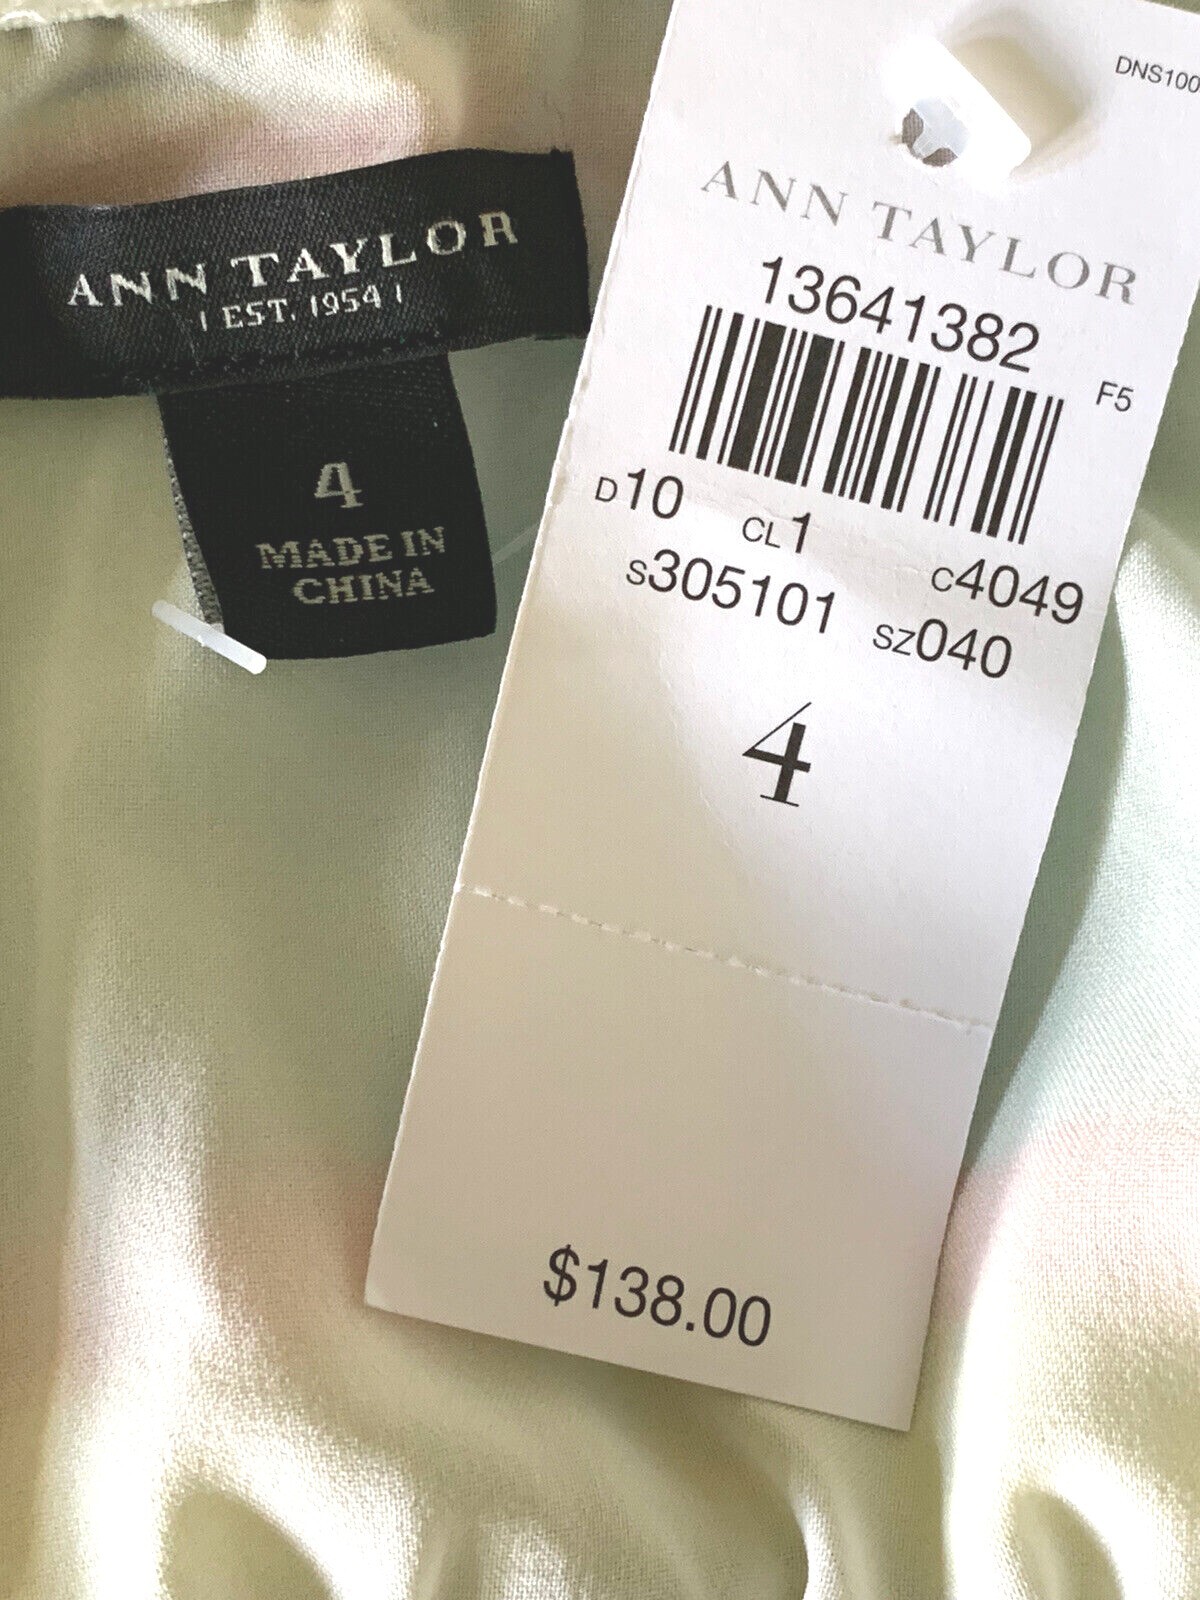 ANN TAYLOR
| EST. 1954 |
4
MADE IN
CHINA
DNS100
ANN TAYLOR
13641382
F5
D10 CL1 C4049
S305101 SZ040
4
$138.00